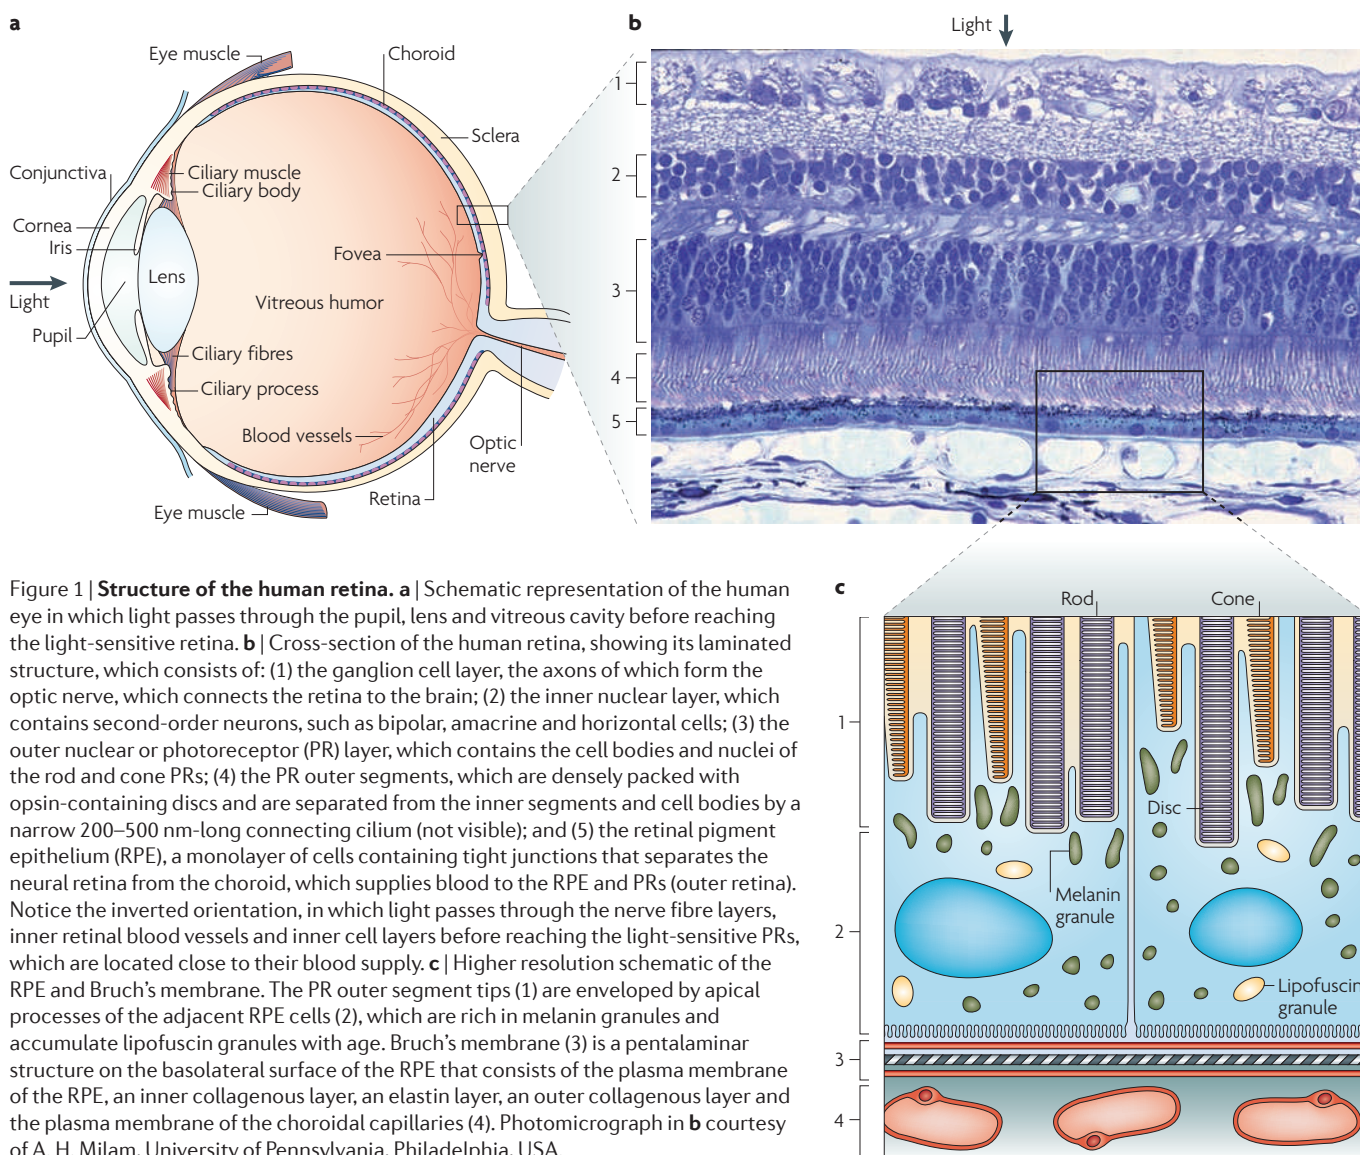 a
Eye muscle
Choroid
Sclera
Conjunctiva
Ciliary muscle
Ciliary body
Cornea
Iris
Fovea
Lens
Light
Vitreous humor
Pupil
Ciliary fibres
Ciliary process
Blood vessels
Optic
nerve
Retina
Eye muscle
b
Light
1
2
3
4
5
Figure 1 | Structure of the human retina. a | Schematic representation of the human
eye in which light passes through the pupil, lens and vitreous cavity before reaching
the light-sensitive retina. b | Cross-section of the human retina, showing its laminated
structure, which consists of: (1) the ganglion cell layer, the axons of which form the
optic nerve, which connects the retina to the brain; (2) the inner nuclear layer, which
contains second-order neurons, such as bipolar, anacrine and horizontal cells; (3) the
outer nuclear or photoreceptor (PR) layer, which contains the cell bodies and nuclei of
the rod and cone PRs; (4) the PR outer segments, which are densely packed with
opsin-containing discs and are separated from the inner segments and cell bodies by a
narrow 200–500 nm-long connecting cilium (not visible); and (5) the retinal pigment
epithelium (RPE), a monolayer of cells containing tight junctions that separates the
neural retina from the choroid, which supplies blood to the RPE and PRs (outer retina).
Notice the inverted orientation, in which light passes through the nerve fibre layers,
inner retinal blood vessels and inner cell layers before reaching the light-sensitive PRs,
which are located close to their blood supply. c | Higher resolution schematic of the
RPE and Bruch's membrane. The PR outer segment tips (1) are enveloped by apical
processes of the adjacent RPE cells (2), which are rich in melanin granules and
accumulate lipofuscin granules with age. Bruch's membrane (3) is a pentalaminar
structure on the basolateral surface of the RPE that consists of the plasma membrane
of the RPE, an inner collagenous layer, an elastin layer, an outer collagenous layer and
the plasma membrane of the choroidal capillaries (4). Photomicrograph in b courtesy
of A. H. Milam, University of Pennsylvania, Philadelphia, USA.
c
Rod
Cone
1
Disc
Melanin
granule
2
Lipofuscin
granule
3
4